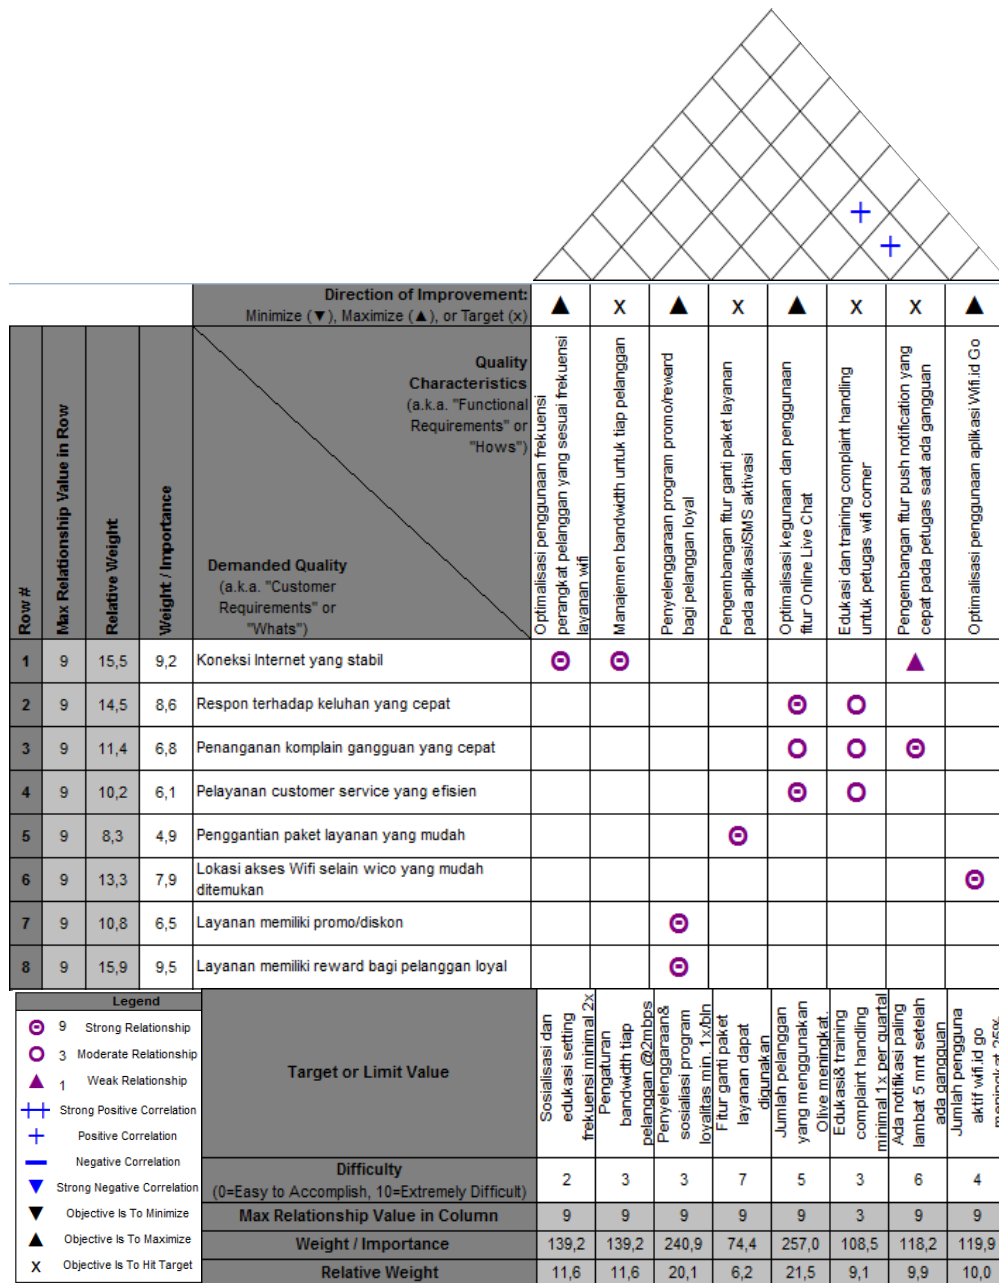 Direction of Improvement:
Minimize (▼), Maximize (▲), or Target (x)
▲ x ▲ x ▲ x x ▲
Row #
Max Relationship Value in Row
Relative Weight
Weight / Importance
Quality
Characteristics
(a.k.a. "Functional
Requirements" or
"Hows")
Demanded Quality
(a.k.a. "Customer
Requirements" or
"Whats")
Optimalisasi penggunaan frekuensi
perangkat pelanggan yang sesuai frekuensi
layanan wifi
Manajemen bandwidth untuk tiap pelanggan
Penyelenggaraan program promo/reward
bagi pelanggan loyal
Pengembangan fitur ganti paket layanan
pada aplikasi/SMS aktivasi
Optimalisasi kegunaan dan penggunaan
fitur Online Live Chat
Edukasi dan training complaint handling
untuk petugas wifi corner
Pengembangan fitur push notification yang
cepat pada petugas saat ada gangguan
Optimalisasi penggunaan aplikasi Wifi.id Go
1 9 15,5 9,2 Koneksi Internet yang stabil
2 9 14,5 8,6 Respon terhadap keluhan yang cepat
3 9 11,4 6,8 Penanganan komplain gangguan yang cepat
4 9 10,2 6,1 Pelayanan customer service yang efisien
5 9 8,3 4,9 Penggantian paket layanan yang mudah
6 9 13,3 7,9 Lokasi akses Wifi selain wico yang mudah
ditemukan
7 9 10,8 6,5 Layanan memiliki promo/diskon
8 9 15,9 9,5 Layanan memiliki reward bagi pelanggan loyal
Legend
9 Strong Relationship
3 Moderate Relationship
1 Weak Relationship
Strong Positive Correlation
Positive Correlation
Negative Correlation
Strong Negative Correlation
Objective Is To Minimize
Objective Is To Maximize
X Objective Is To Hit Target
Target or Limit Value
Sosialisasi dan
edukasi setting
frekuensi minimal 2x
Pengaturan
bandwidth tiap
pelanggan @2mbps
Penyelenggaraan&
sosialiasi program
loyalitas min. 1x/bln
Fitur ganti paket
layanan dapat
digunakan
Jumlah pelangan
yang menggunakan
Olive meningkat.
Edukasi& training
complaint handling
minimal 1x per quartal
Ada notifikasi paling
lambat 5 mnt setelah
ada gangguan
Jumlah pengguna
aktif wifi.id go
meningkat 25%
Difficulty
(0=Easy to Accomplish, 10=Extremely Difficult)
2 3 3 7 5 3 6 4
Max Relationship Value in Column
9 9 9 9 9 3 9 9
Weight / Importance
139,2 139,2 240,9 74,4 257,0 108,5 118,2 119,9
Relative Weight
11,6 11,6 20,1 6,2 21,5 9,1 9,9 10,0